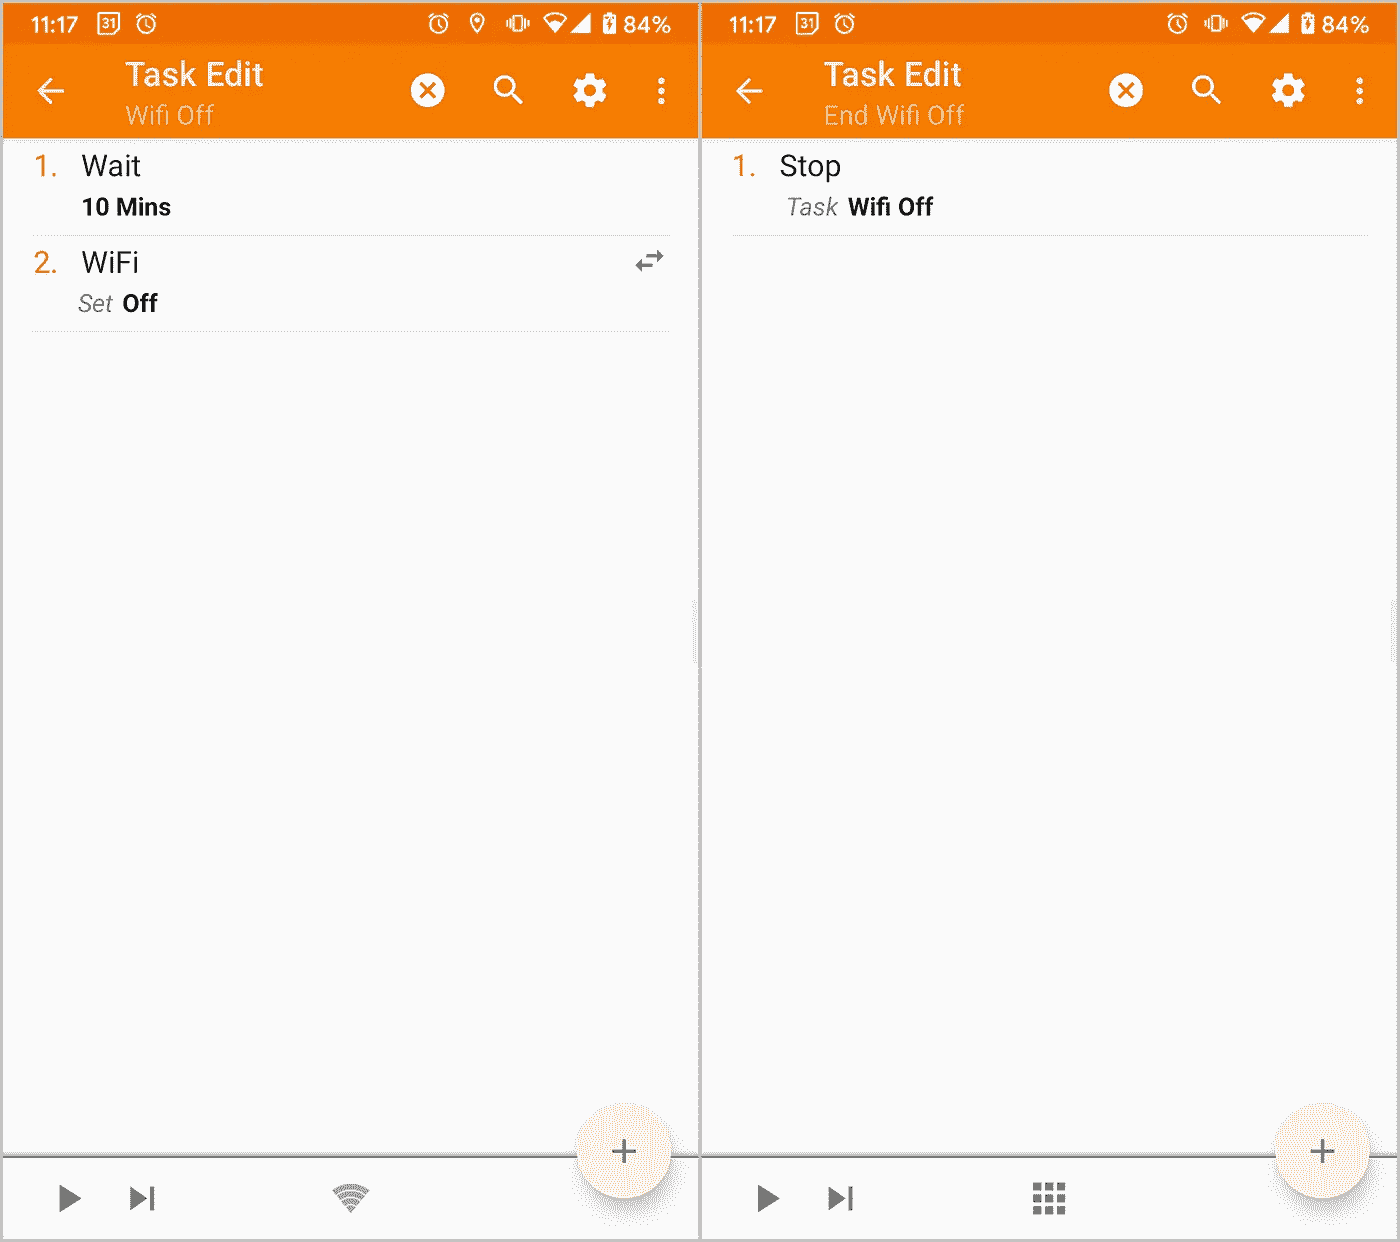 11:17 31 84%
Task Edit
Wifi Off
1. Wait
10 Mins
2. WiFi
Set Off
11:17 31 84%
Task Edit
End Wifi Off
1. Stop
Task Wifi Off